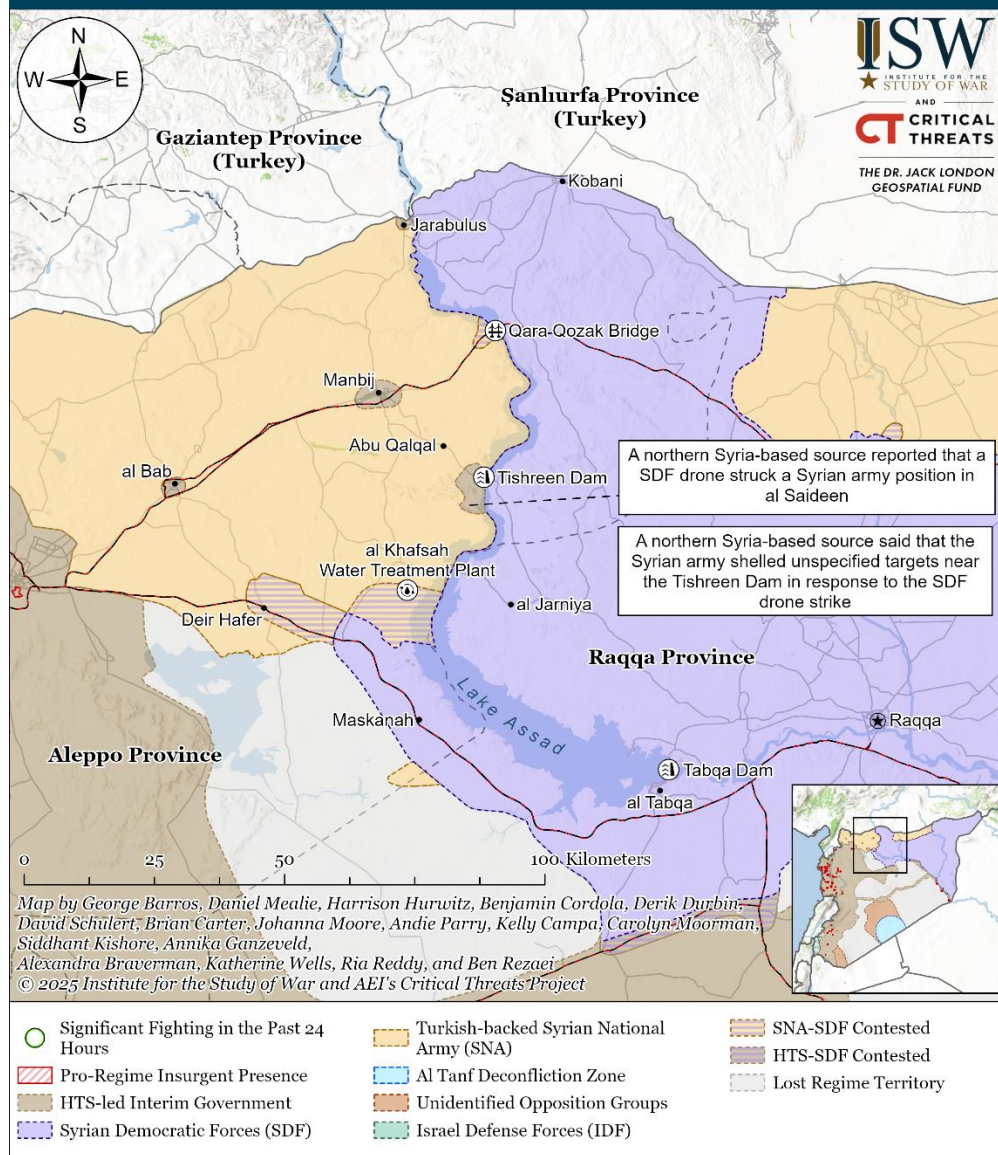 N
W
E
S
ISW
INSTITUTE FOR THE
STUDY OF WAR
AND
CT CRITICAL
THREATS
THE DR. JACK LONDON
GEOSPATIAL FUND
Şanlıurfa Province
(Turkey)
Gaziantep Province
(Turkey)
Kobani
Jarabulus
Qara-Qozak Bridge
Manbij
Abu Qalqal
al Bab
Tishreen Dam
A northern Syria-based source reported that a
SDF drone struck a Syrian army position in
al Saideen
A northern Syria-based source said that the
Syrian army shelled unspecified targets near
the Tishreen Dam in response to the SDF
drone strike
al Khafsah
Water Treatment Plant
Deir Hafer
al Jarniya
Raqqa Province
Lake Assad
Maskanah
Raqqa
Aleppo Province
Tabqa Dam
al Tabqa
0 25 50 100 Kilometers
Map by George Barros, Daniel Mealie, Harrison Hurwitz, Benjamin Cordola, Derik Durbin,
David Schulert, Brian Carter, Johanna Moore, Andie Parry, Kelly Campa, Carolyn Moorman,
Siddhant Kishore, Annika Ganzeveld,
Alexandra Braverman, Katherine Wells, Ria Reddy, and Ben Rezaei
© 2025 Institute for the Study of War and AEI's Critical Threats Project
Significant Fighting in the Past 24
Hours
Pro-Regime Insurgent Presence
HTS-led Interim Government
Syrian Democratic Forces (SDF)
Turkish-backed Syrian National
Army (SNA)
Al Tanf Deconfliction Zone
Unidentified Opposition Groups
Israel Defense Forces (IDF)
SNA-SDF Contested
HTS-SDF Contested
Lost Regime Territory